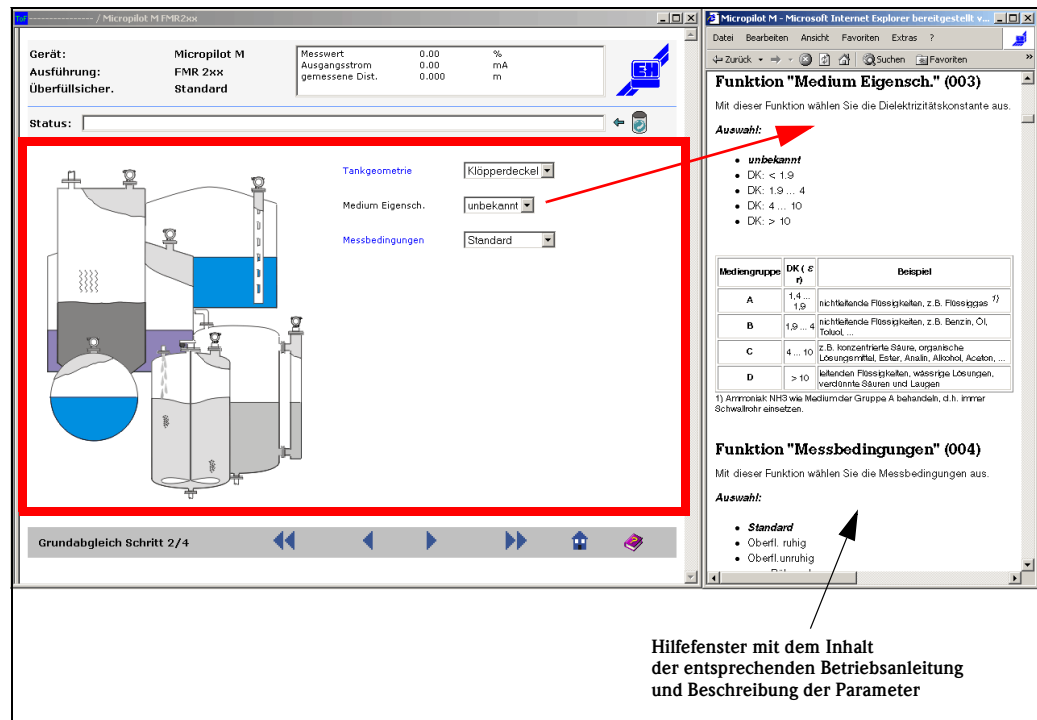 ToF ---------------- / Micropilot M FMR2xx
Gerät: Micropilot M
Ausführung: FMR 2xx
Überfüllsicher. Standard
Messwert 0.00 %
Ausgangsstrom 0.00 mA
gemessene Dist. 0.000 m
EH
Status:
Tankgeometrie Klöpperdeckel
Medium Eigensch. unbekannt
Messbedingungen Standard
Grundabgleich Schritt 2/4
Micropilot M - Microsoft Internet Explorer bereitgestellt v...
Datei Bearbeiten Ansicht Favoriten Extras ?
Zurück Suchen Favoriten »
Funktion "Medium Eigensch." (003)
Mit dieser Funktion wählen Sie die Dielektrizitätskonstante aus.
Auswahl:
• unbekannt
• DK: < 1.9
• DK: 1.9 ... 4
• DK: 4 ... 10
• DK: > 10
Mediengruppe DK ( ε r) Beispiel
A 1,4 ... 1,9 nichtleitende Flüssigkeiten, z.B. Flüssiggas 1)
B 1,9 ... 4 nichtleitende Flüssigkeiten, z.B. Benzin, Öl, Toluol, ...
C 4 ... 10 z.B. konzentrierte Säure, organische Lösungsmittel, Ester, Analin, Alkohol, Aceton, ...
D > 10 leitenden Flüssigkeiten, wässrige Lösungen, verdünnte Säuren und Laugen
1) Ammoniak NH3 wie Medium der Gruppe A behandeln, d.h. immer
Schwallrohr einsetzen.
Funktion "Messbedingungen" (004)
Mit dieser Funktion wählen Sie die Messbedingungen aus.
Auswahl:
• Standard
• Oberfl. ruhig
• Oberfl.unruhig
Hilfefenster mit dem Inhalt
der entsprechenden Betriebsanleitung
und Beschreibung der Parameter